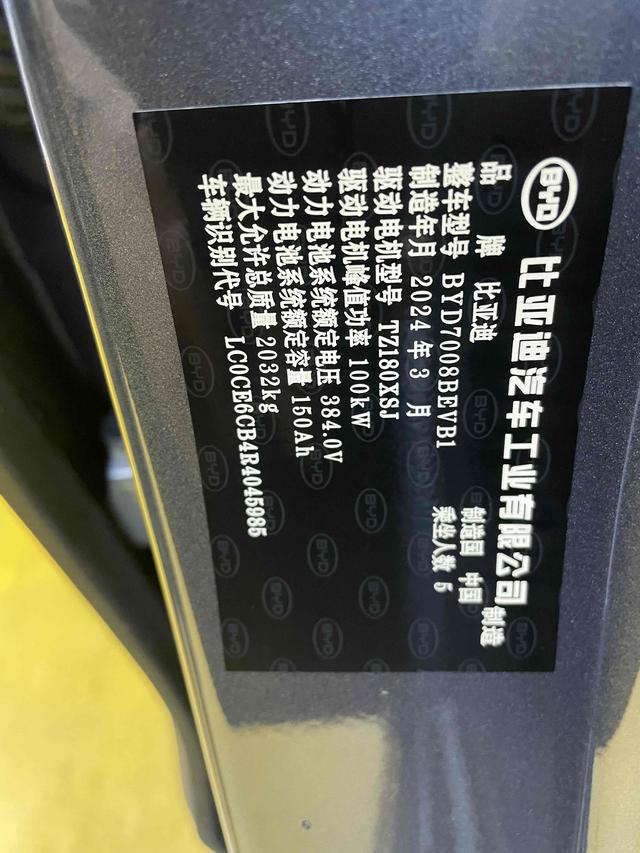 BYD 比亚迪汽车工业有限公司 制造
品 牌 比亚迪 制造国 中国
整车型号 BYD7008BEVB1 乘坐人数 5
制造年月 2024 年 3 月
驱动电机型号 TZ180XSJ
驱动电机峰值功率 100kW
动力电池系统额定电压 384.0V
动力电池系统额定容量 150Ah
最大允许总质量 2032kg
车辆识别代号 LC0CE6CB4R4045985